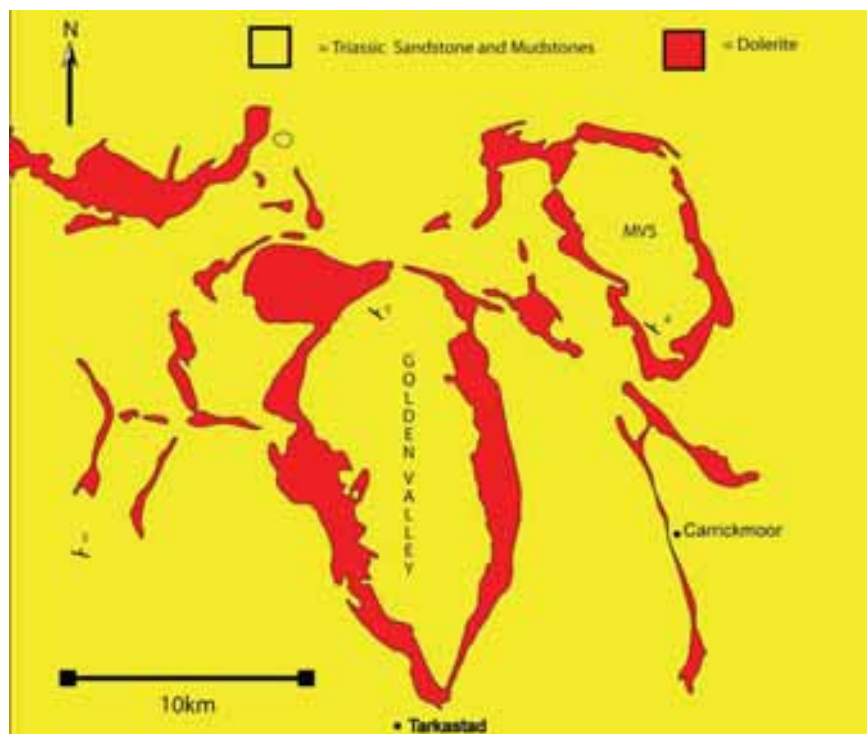 N
= Triassic Sandstone and Mudstones
= Dolerite
MVS
GOLDEN VALLEY
Carrickmoor
10km
Tarkastad